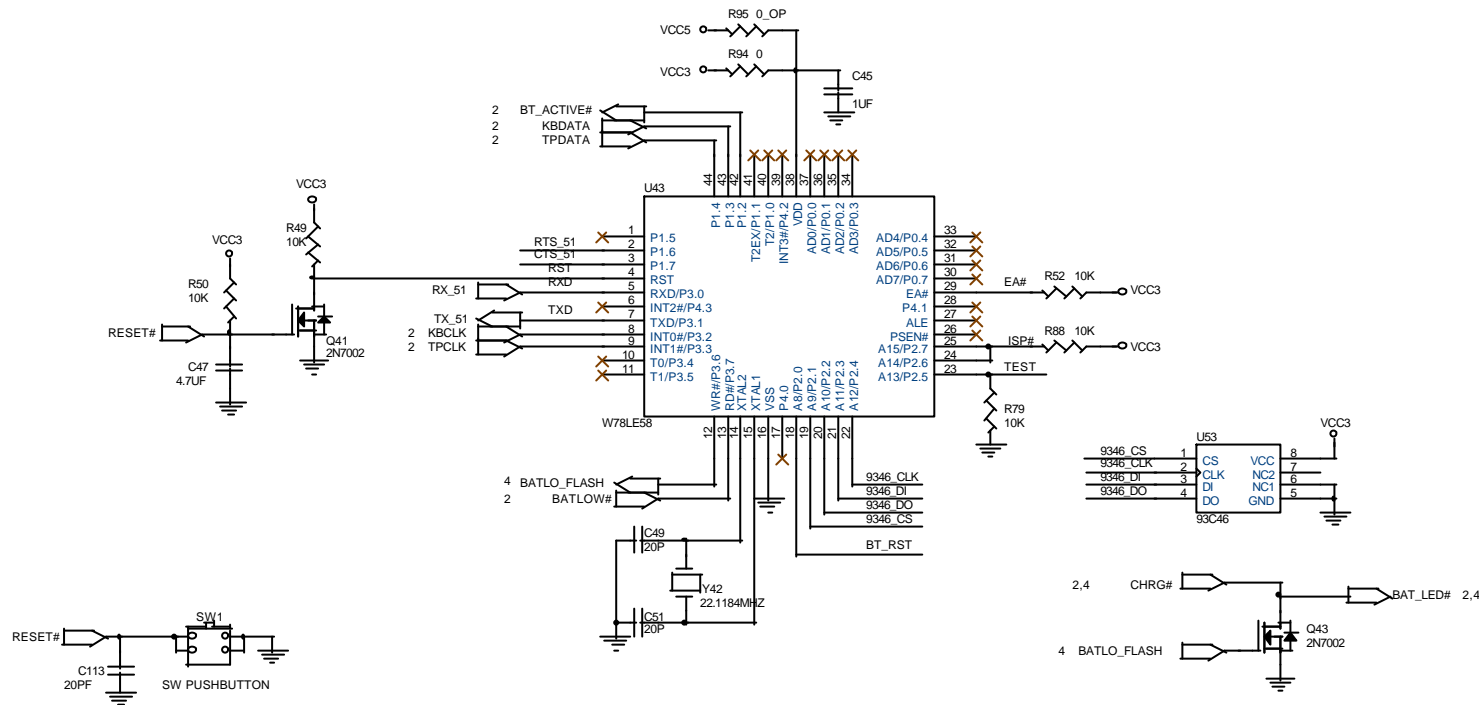 R95 0_OP
VCC5
R94 0
VCC3
C45
1UF
2 BT_ACTIVE#
2 KBDATA
2 TPDATA
44 43 42 41 40 39 38 37 36 35 34
U43
P1.4
P1.3
P1.2
T2EX/P1.1
T2/P1.0
INT3#/P4.2
VDD
AD0/P0.0
AD1/P0.1
AD2/P0.2
AD3/P0.3
VCC3
R49
10K
VCC3
R50
10K
RESET#
C47
4.7UF
Q41
2N7002
RTS_51
CTS_51
RST
RX_51 RXD
TX_51 TXD
2 KBCLK
2 TPCLK
1 P1.5
2 P1.6
3 P1.7
4 RST
5 RXD/P3.0
6 INT2#/P4.3
7 TXD/P3.1
8 INT0#/P3.2
9 INT1#/P3.3
10 T0/P3.4
11 T1/P3.5
AD4/P0.4 33
AD5/P0.5 32
AD6/P0.6 31
AD7/P0.7 30
EA# 29
P4.1 28
ALE 27
PSEN# 26
A15/P2.7 25
A14/P2.6 24
A13/P2.5 23
EA# R52 10K
VCC3
ISP# R88 10K
VCC3
TEST
R79
10K
WR#/P3.6
RD#/P3.7
XTAL2
XTAL1
VSS
P4.0
A8/P2.0
A9/P2.1
A10/P2.2
A11/P2.3
A12/P2.4
W78LE58
12 13 14 15 16 17 18 19 20 21 22
4 BATLO_FLASH
2 BATLOW#
9346_CLK
9346_DI
9346_DO
9346_CS
BT_RST
C49
20P
Y42
22.1184MHZ
C51
20P
VCC3
U53
9346_CS 1 CS VCC 8
9346_CLK 2 CLK NC2 7
9346_DI 3 DI NC1 6
9346_DO 4 DO GND 5
93C46
2,4 CHRG#
BAT_LED# 2,4
Q43
2N7002
4 BATLO_FLASH
RESET#
SW1
C113
20PF
SW PUSHBUTTON